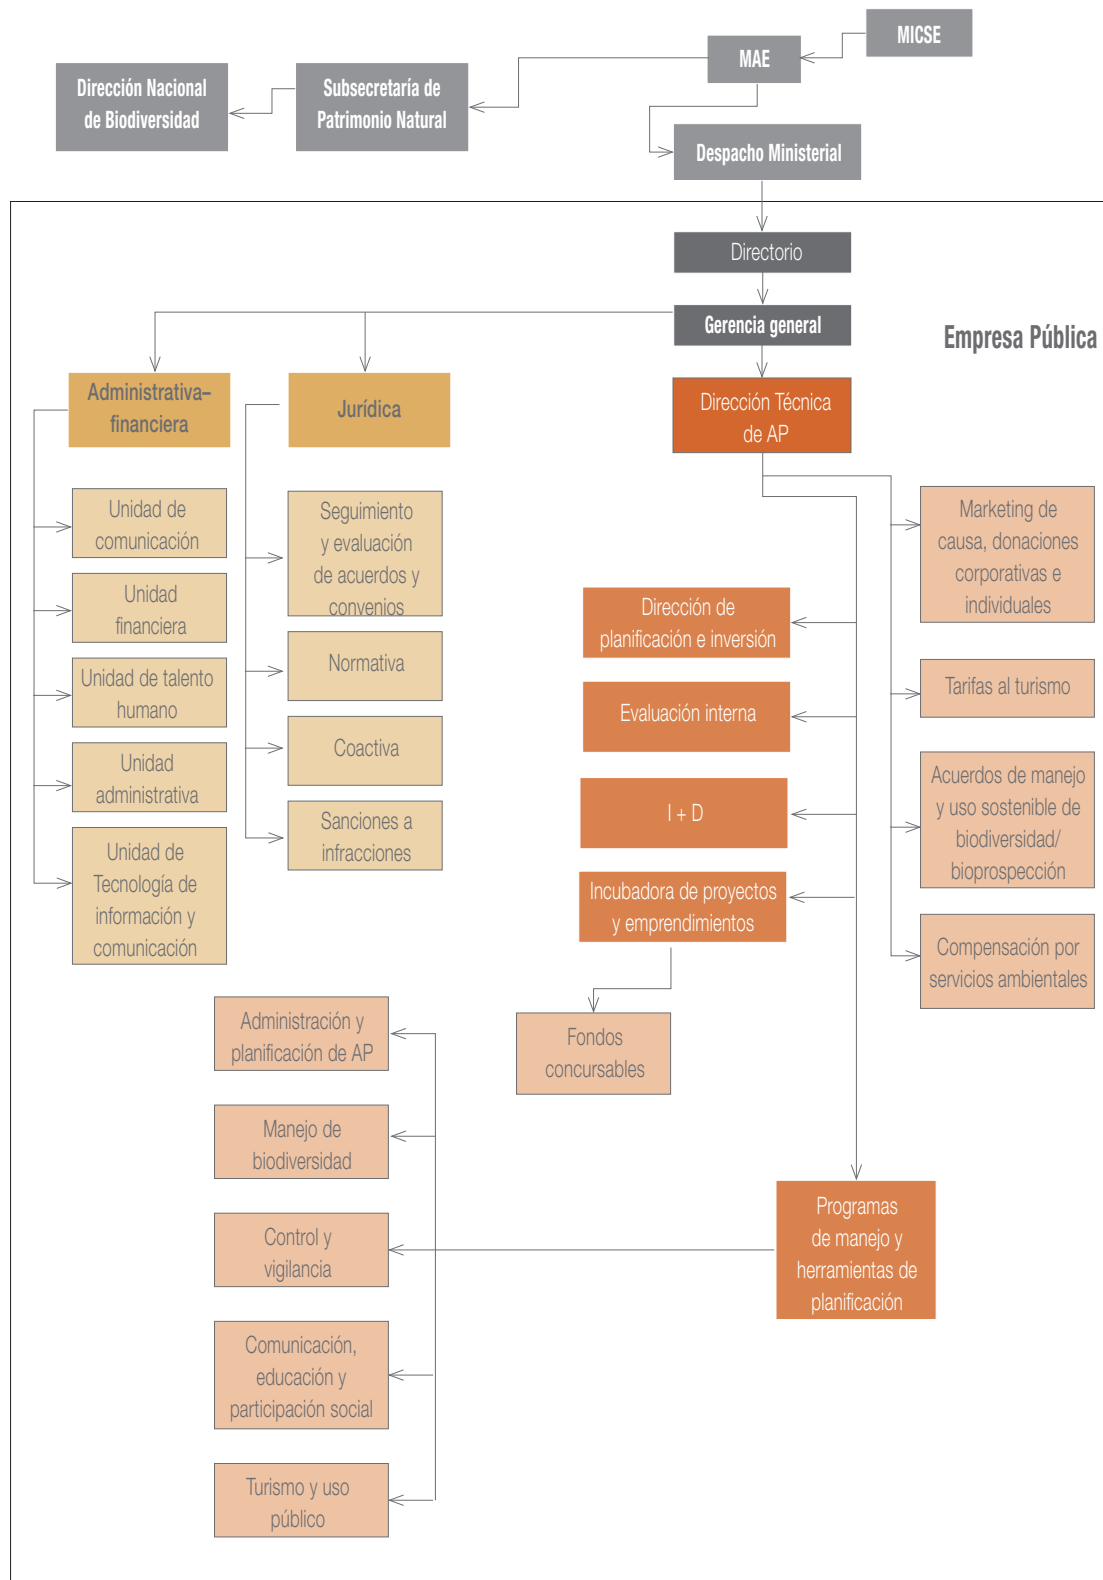 MICSE
MAE
Dirección Nacional
de Biodiversidad
Subsecretaría de
Patrimonio Natural
Despacho Ministerial
Directorio
Gerencia general
Empresa Pública
Administrativa–
financiera
Jurídica
Dirección Técnica
de AP
Unidad de
comunicación
Unidad
financiera
Unidad de talento
humano
Unidad
administrativa
Unidad de
Tecnología de
información y
comunicación
Seguimiento
y evaluación
de acuerdos y
convenios
Normativa
Coactiva
Sanciones a
infracciones
Dirección de
planificación e inversión
Evaluación interna
I + D
Incubadora de proyectos
y emprendimientos
Fondos
concursables
Marketing de
causa, donaciones
corporativas e
individuales
Tarifas al turismo
Acuerdos de manejo
y uso sostenible de
biodiversidad/
bioprospección
Compensación por
servicios ambientales
Administración y
planificación de AP
Manejo de
biodiversidad
Control y
vigilancia
Comunicación,
educación y
participación social
Turismo y uso
público
Programas
de manejo y
herramientas de
planificación